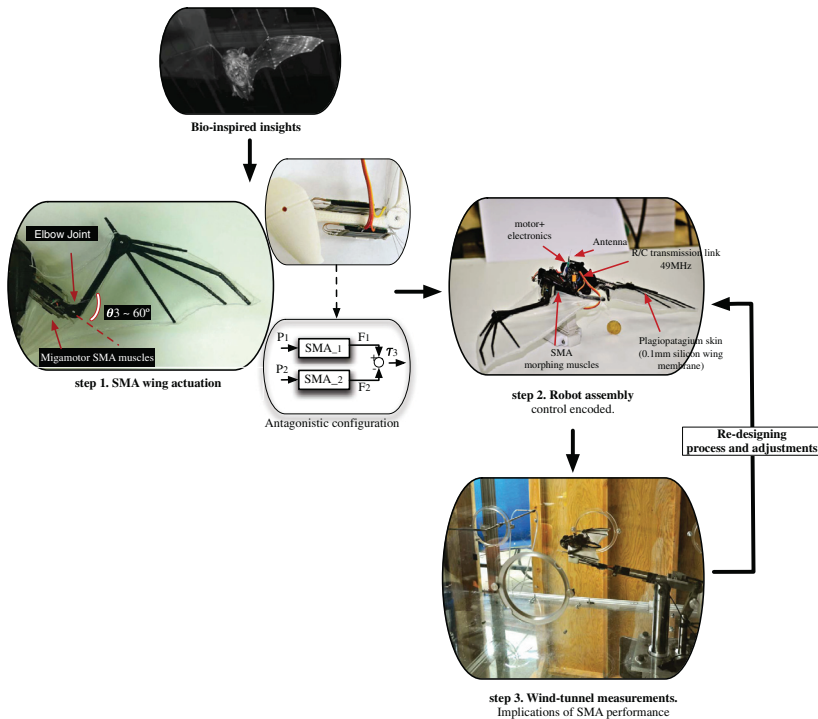 Bio-inspired insights
Elbow Joint
θ3 ~ 60º
Migamotor SMA muscles
step 1. SMA wing actuation
P1
SMA_1
F1
P2
SMA_2
F2
+
-
τ3
Antagonistic configuration
motor+
electronics
Antenna
R/C transmission link
49MHz
SMA
morphing muscles
Plagiopatagium skin
(0.1mm silicon wing
membrane)
step 2. Robot assembly
control encoded.
Re-designing
process and adjustments
step 3. Wind-tunnel measurements.
Implications of SMA performance